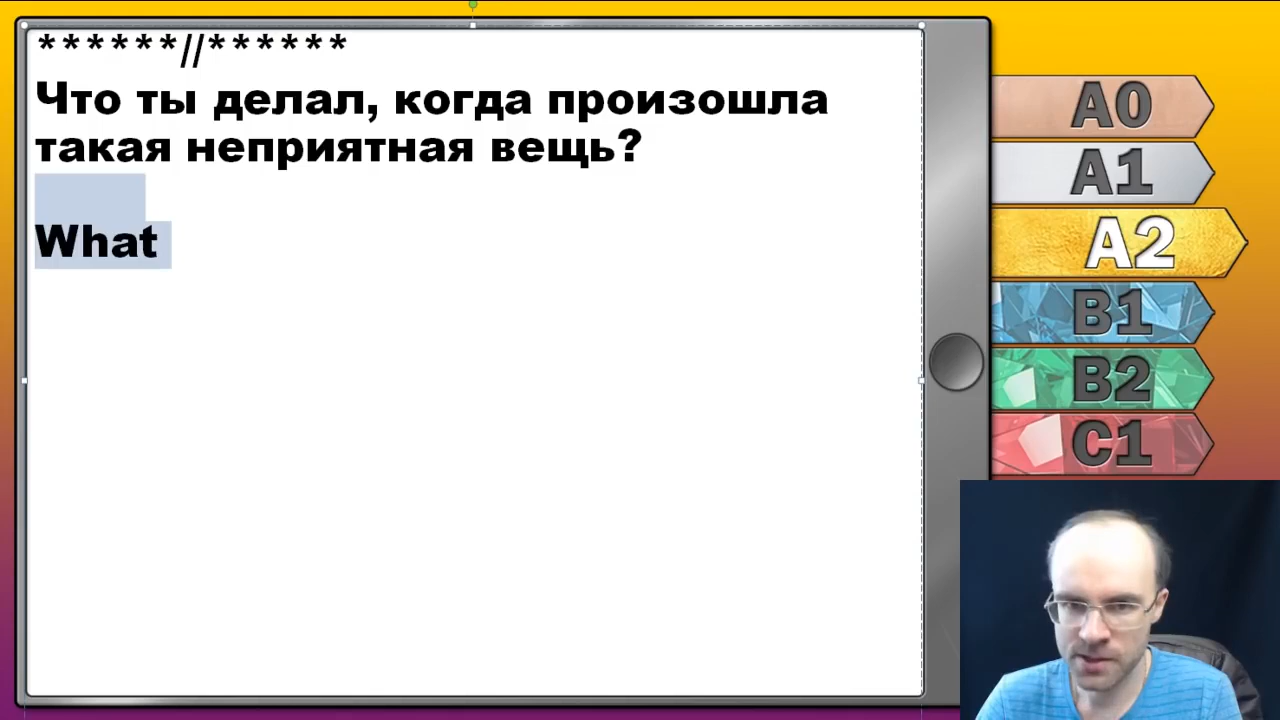 ******//******
Что ты делал, когда произошла
такая неприятная вещь?
What
A0
A1
A2
B1
B2
C1